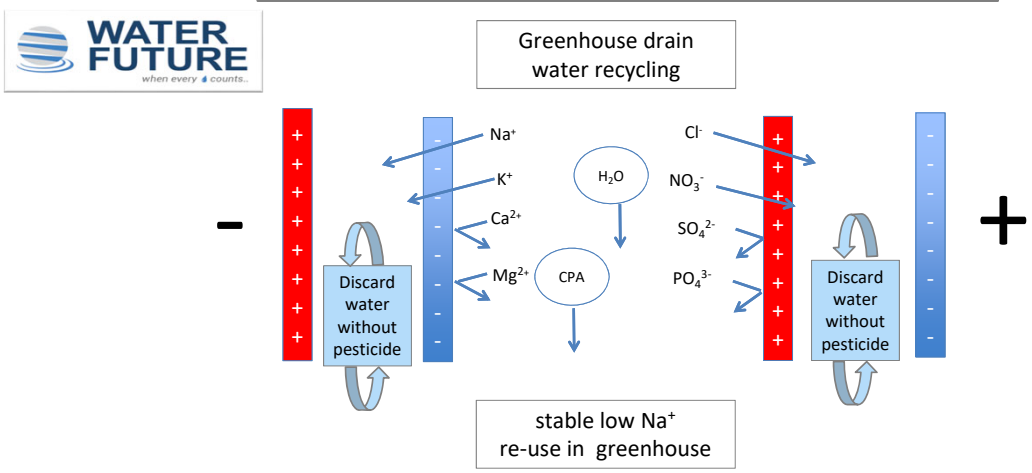 WATER
FUTURE
when every counts..
Greenhouse drain
water recycling
-
+
+
+
+
+
+
+
+
+
-
-
-
-
-
-
-
-
Na⁺
K⁺
Ca²⁺
Mg²⁺
H₂O
CPA
Cl⁻
NO₃⁻
SO₄²⁻
PO₄³⁻
+
+
+
+
+
+
+
+
-
-
-
-
-
-
-
-
Discard
water
without
pesticide
Discard
water
without
pesticide
stable low Na⁺
re-use in greenhouse